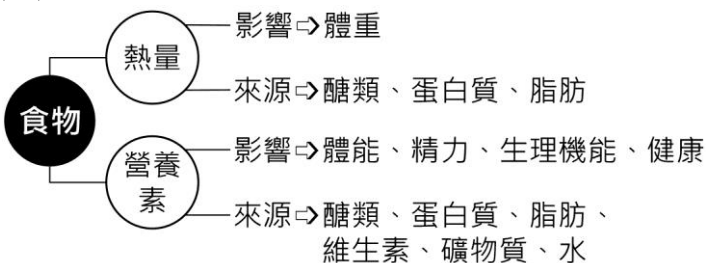 影響⇨體重
熱量
來源⇨醣類、蛋白質、脂肪
食物
影響⇨體能、精力、生理機能、健康
營養
素
來源⇨醣類、蛋白質、脂肪、
維生素、礦物質、水